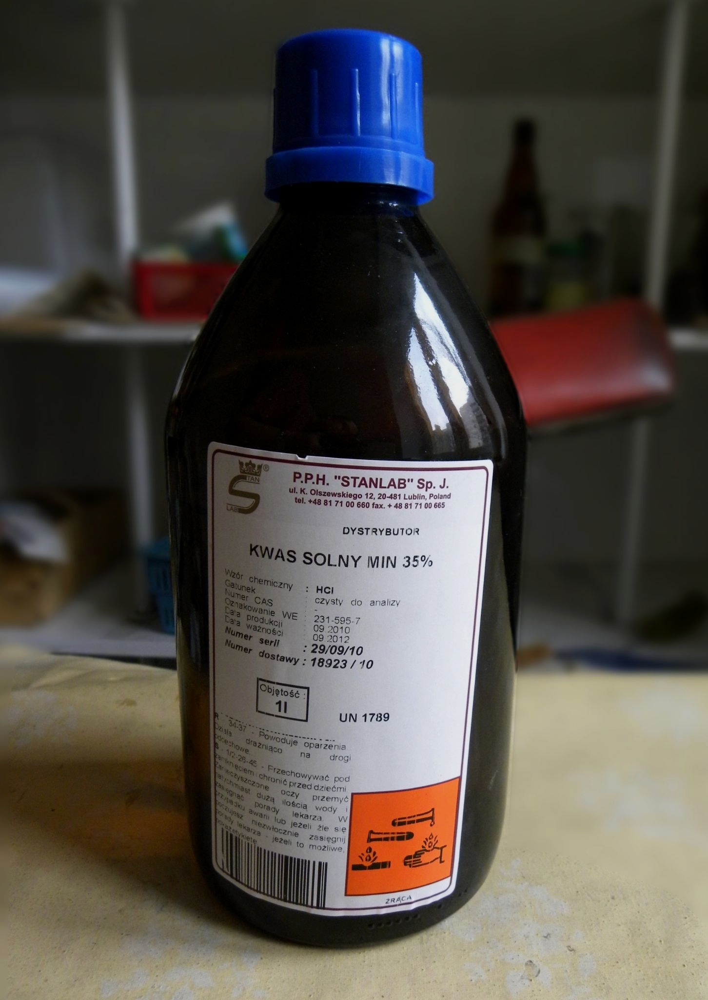 STAN
LAB
®
P.P.H. "STANLAB" Sp. J.
ul. K. Olszewskiego 12, 20-481 Lublin, Poland
tel. +48 81 71 00 660 fax. + 48 81 71 00 665
DYSTRYBUTOR
KWAS SOLNY MIN 35%
Wzór chemiczny : HCl
Gatunek : czysty do analizy
Numer CAS : -
Oznakowanie WE : 231-595-7
Data produkcji : 09.2010
Data ważności : 09.2012
Numer serii : 29/09/10
Numer dostawy : 18923 / 10
Objętość :
1l
UN 1789
R - 34-37 - Powoduje oparzenia.
Działa drażniąco na drogi
oddechowe.
S - 1/2-26-45 - Przechowywać pod
zamknięciem i chronić przed dziećmi
Zanieczyszczone oczy przemyć
natychmiast dużą ilością wody i
zasięgnąć porady lekarza. W
przypadku awarii lub jeżeli źle się
poczujesz niezwłocznie zasięgnij
porady lekarza - jeżeli to możliwe,
pokaż etykietę
ŻRĄCA